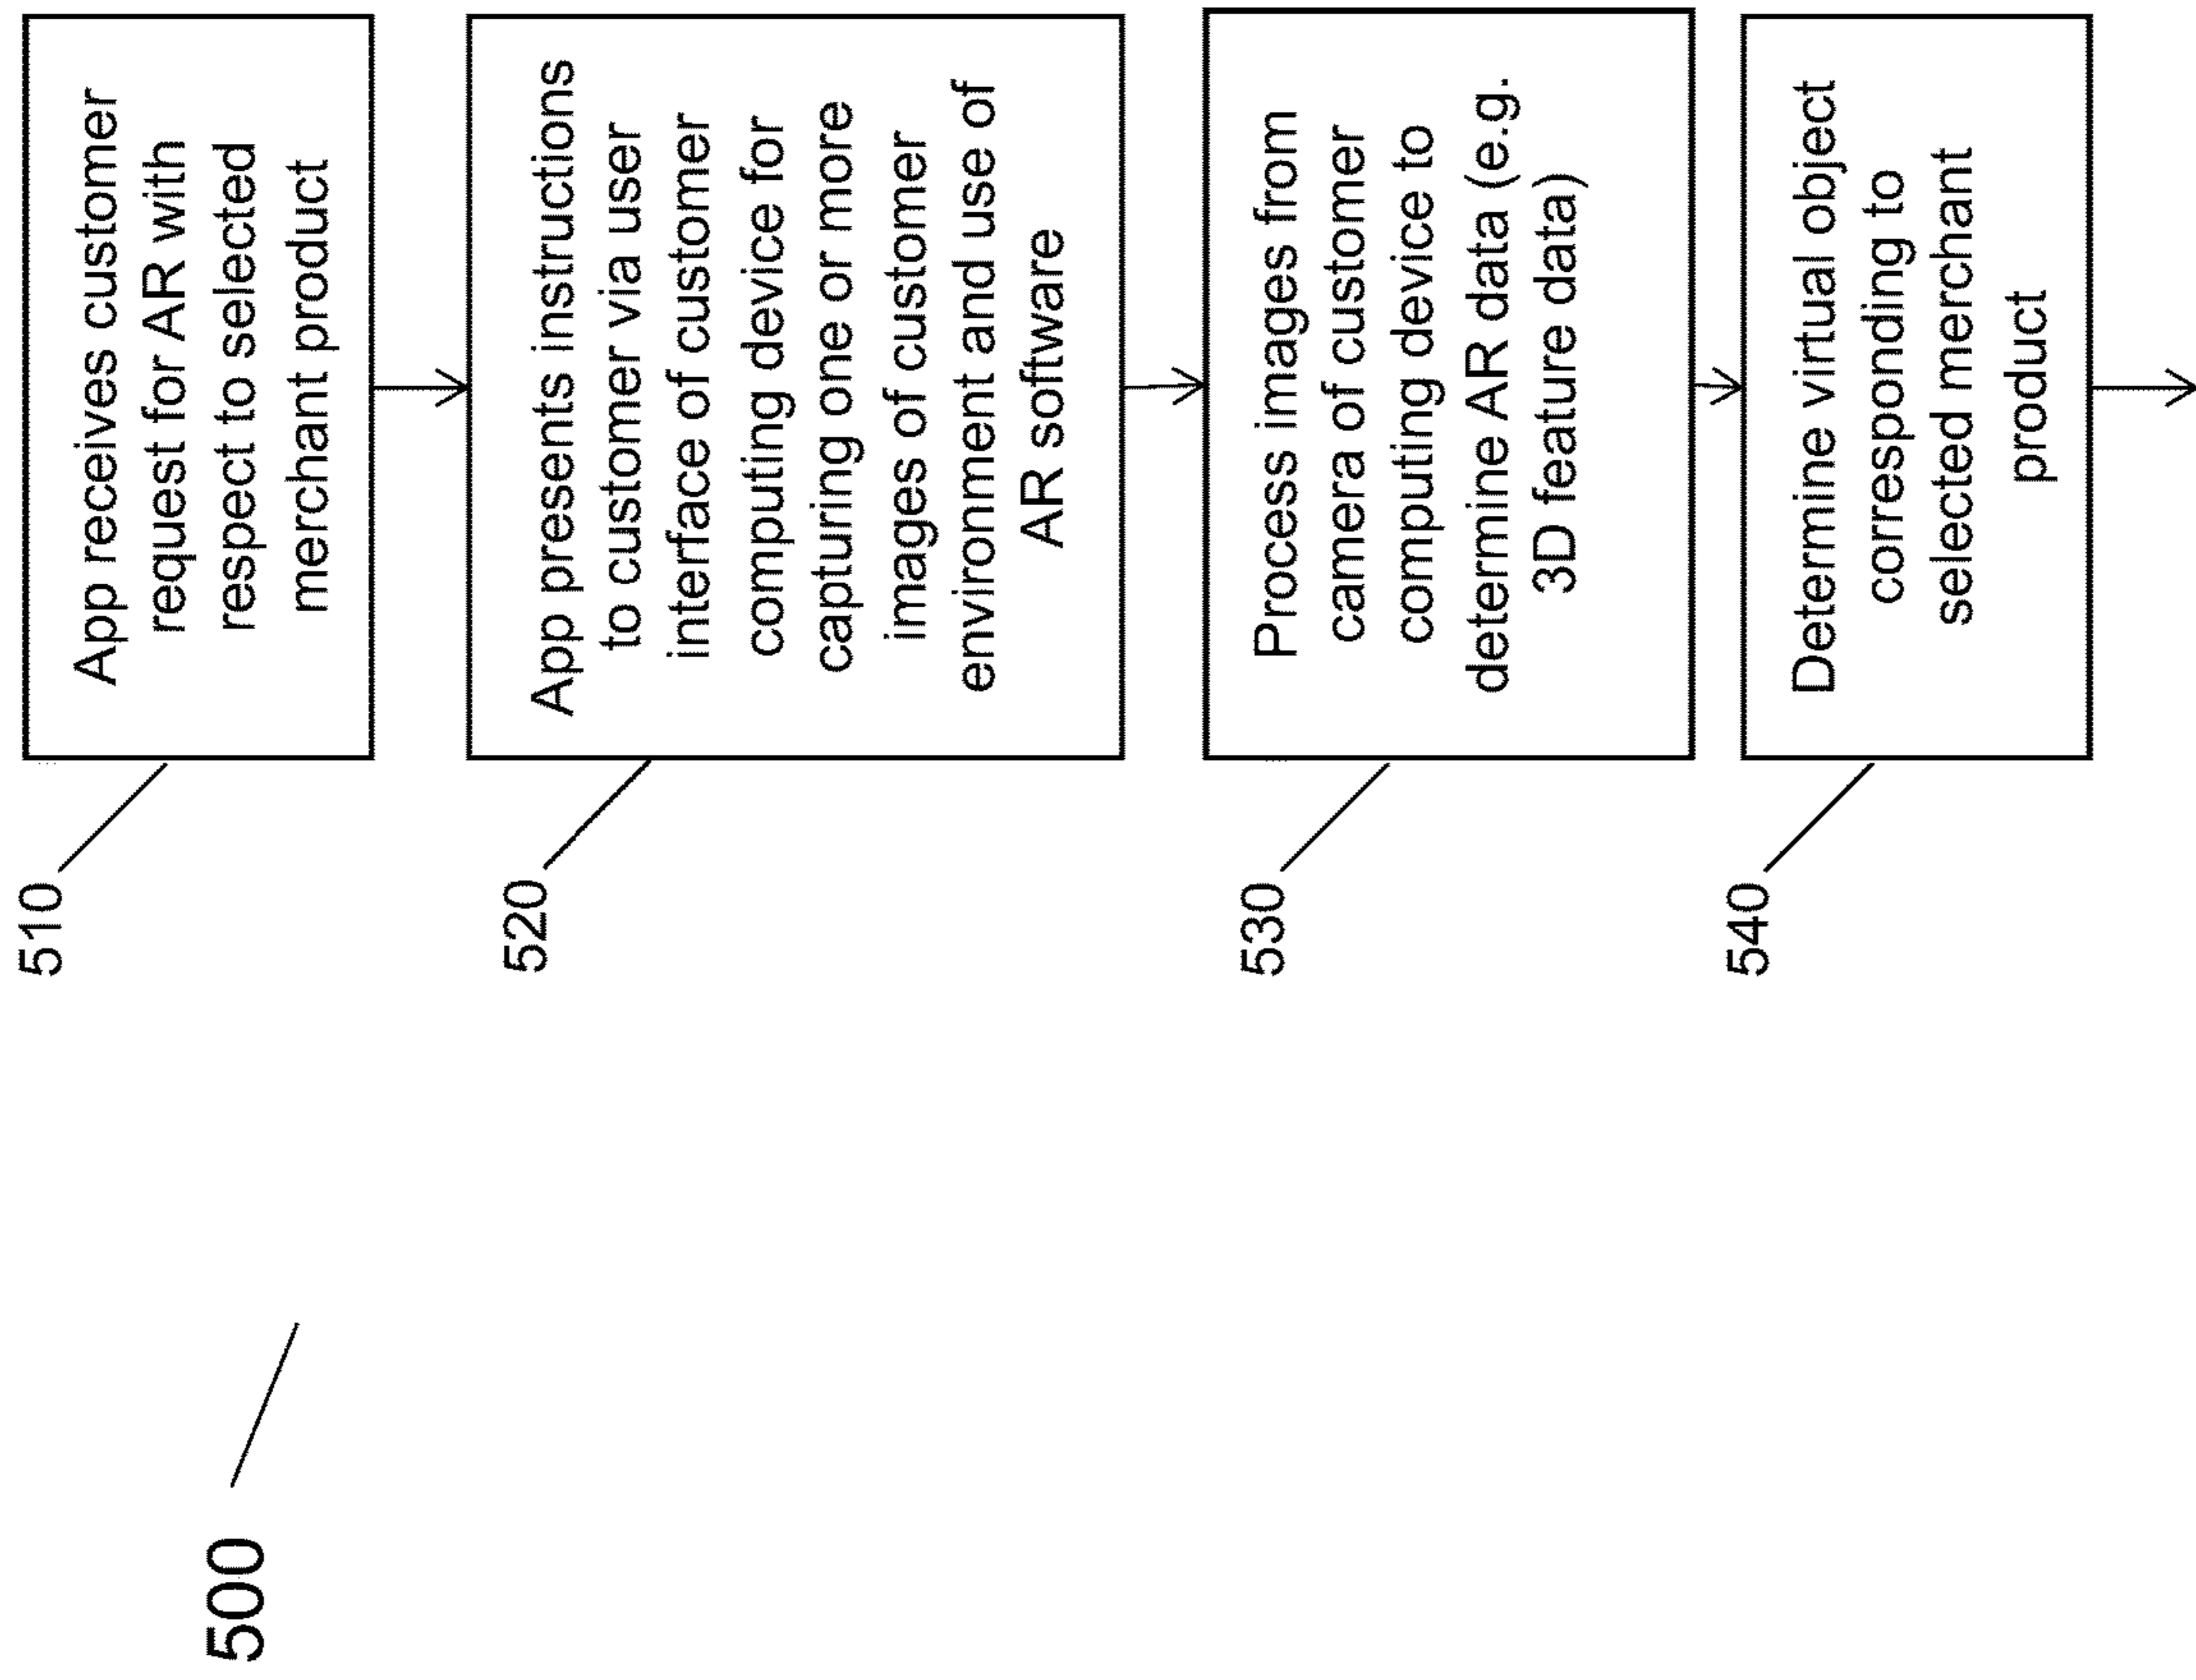 500
510
App receives customer
request for AR with
respect to selected
merchant product
520
App presents instructions
to customer via user
interface of customer
computing device for
capturing one or more
images of customer
environment and use of
AR software
530
Process images from
camera of customer
computing device to
determine AR data (e.g.
3D feature data)
540
Determine virtual object
corresponding to
selected merchant
product